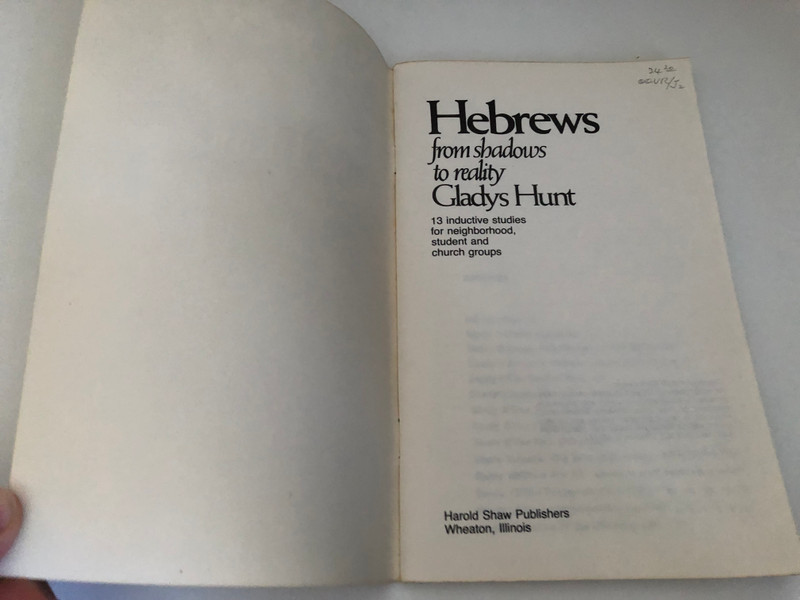 Hebrews
from shadows
to reality
Gladys Hunt
13 inductive studies
for neighborhood,
student and
church groups
Harold Shaw Publishers
Wheaton, Illinois